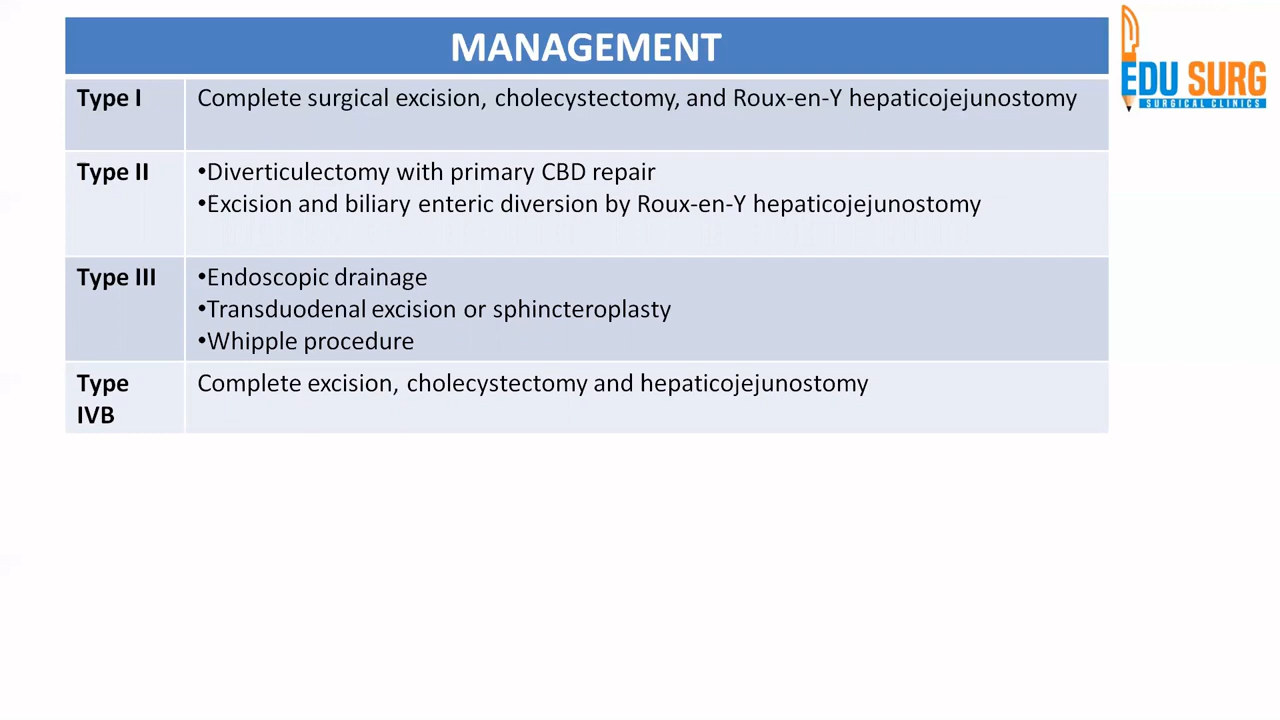 MANAGEMENT
EDU SURG
SURGICAL CLINICS
Type I
Complete surgical excision, cholecystectomy, and Roux-en-Y hepaticojejunostomy
Type II
•Diverticulectomy with primary CBD repair
•Excision and biliary enteric diversion by Roux-en-Y hepaticojejunostomy
Type III
•Endoscopic drainage
•Transduodenal excision or sphincteroplasty
•Whipple procedure
Type
IVB
Complete excision, cholecystectomy and hepaticojejunostomy